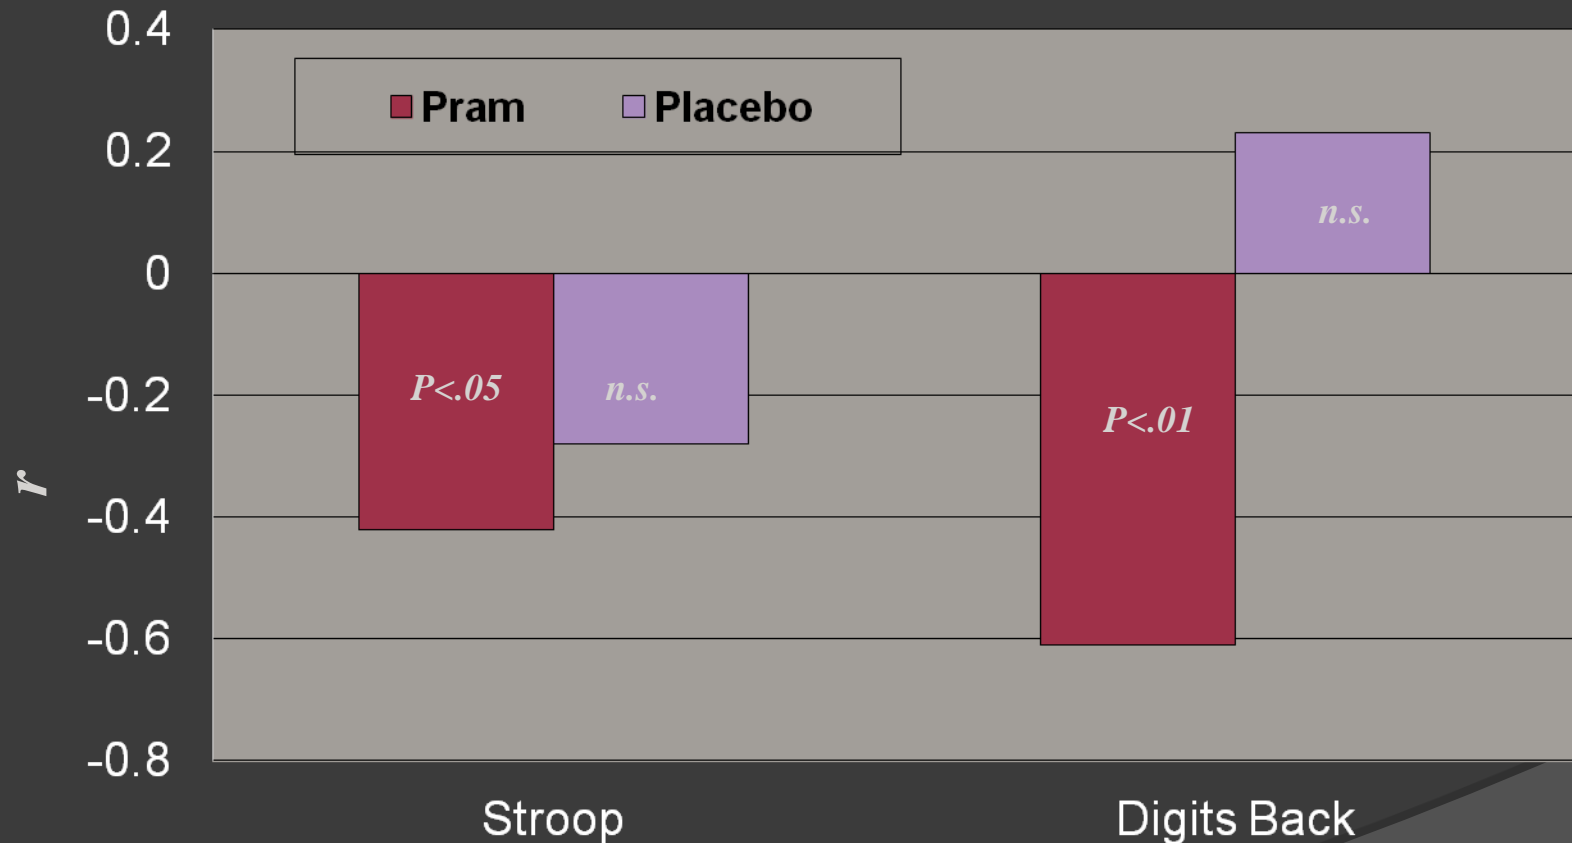 0.4
Pram Placebo
0.2
n.s.
0
P<.05 n.s.
-0.2
P<.01
r
-0.4
-0.6
-0.8
Stroop Digits Back